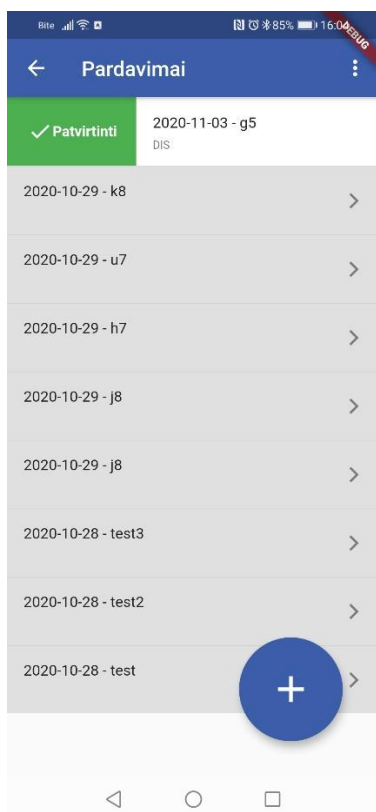 Bite 85% 16:0
DEBUG
Pardavimai
Patvirtinti
2020-11-03 - g5
DIS
2020-10-29 - k8
2020-10-29 - u7
2020-10-29 - h7
2020-10-29 - j8
2020-10-29 - j8
2020-10-28 - test3
2020-10-28 - test2
2020-10-28 - test